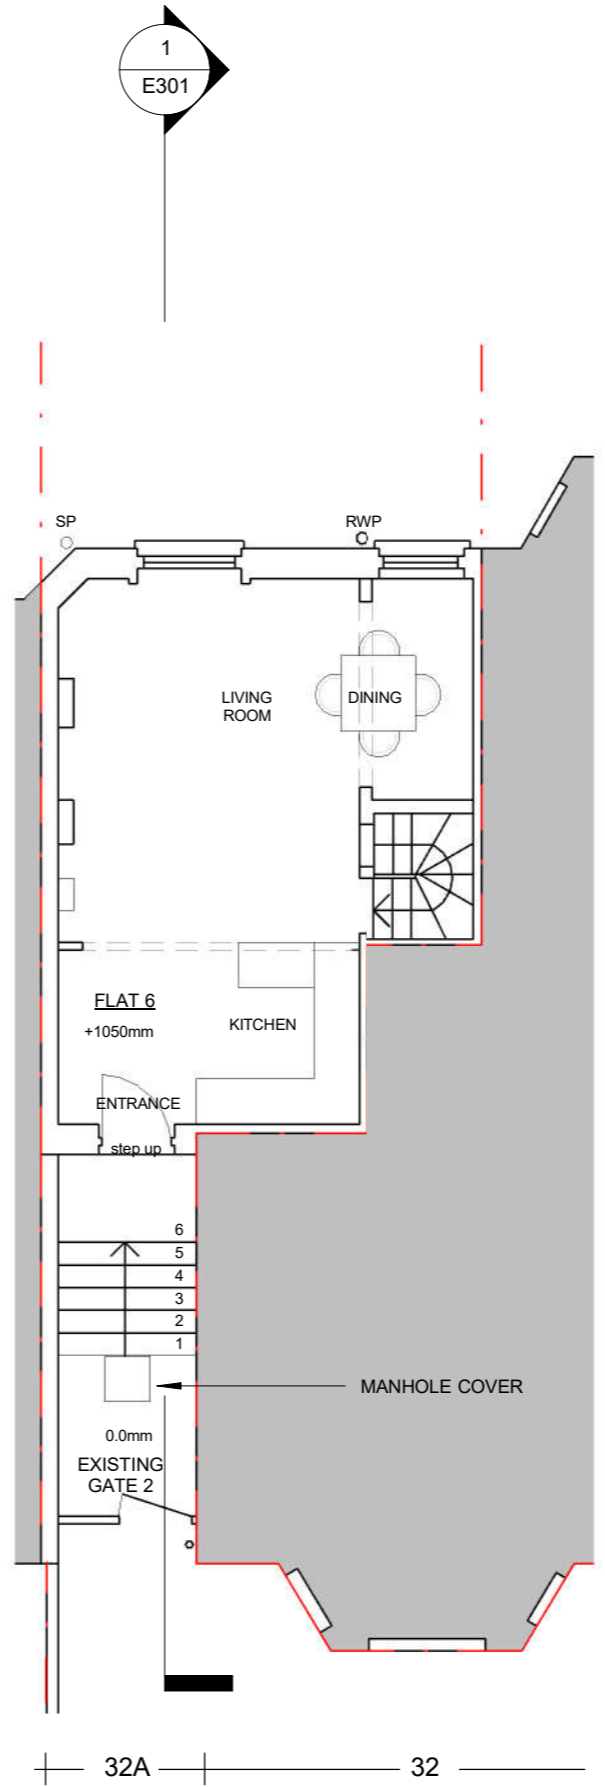 1
E301
SP
RWP
LIVING
ROOM
DINING
FLAT 6
+1050mm
KITCHEN
ENTRANCE
step up
6
5
4
3
2
1
MANHOLE COVER
0.0mm
EXISTING
GATE 2
32A
32